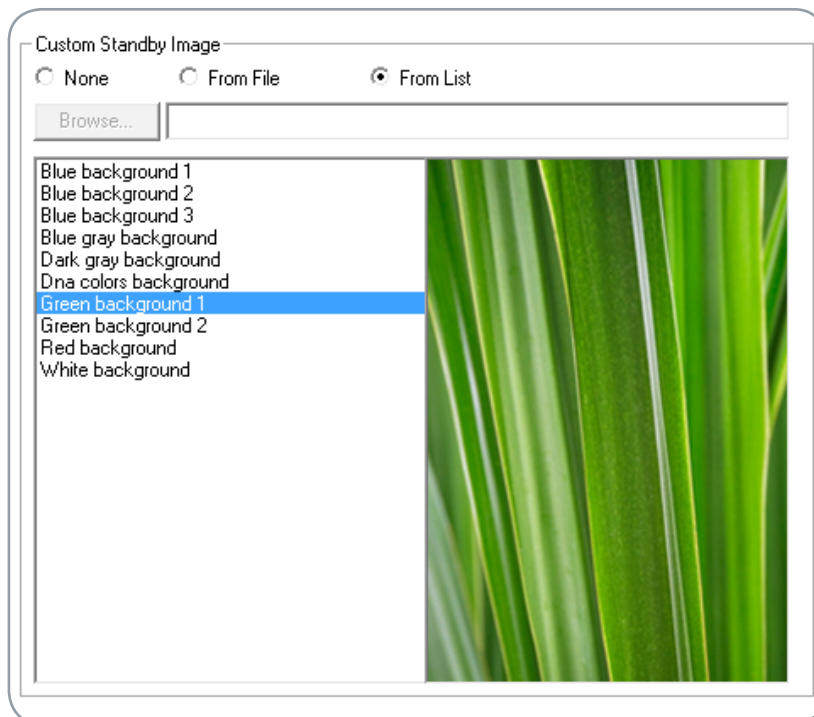 Custom Standby Image
None From File From List
Browse...
Blue background 1
Blue background 2
Blue background 3
Blue gray background
Dark gray background
Dna colors background
Green background 1
Green background 2
Red background
White background